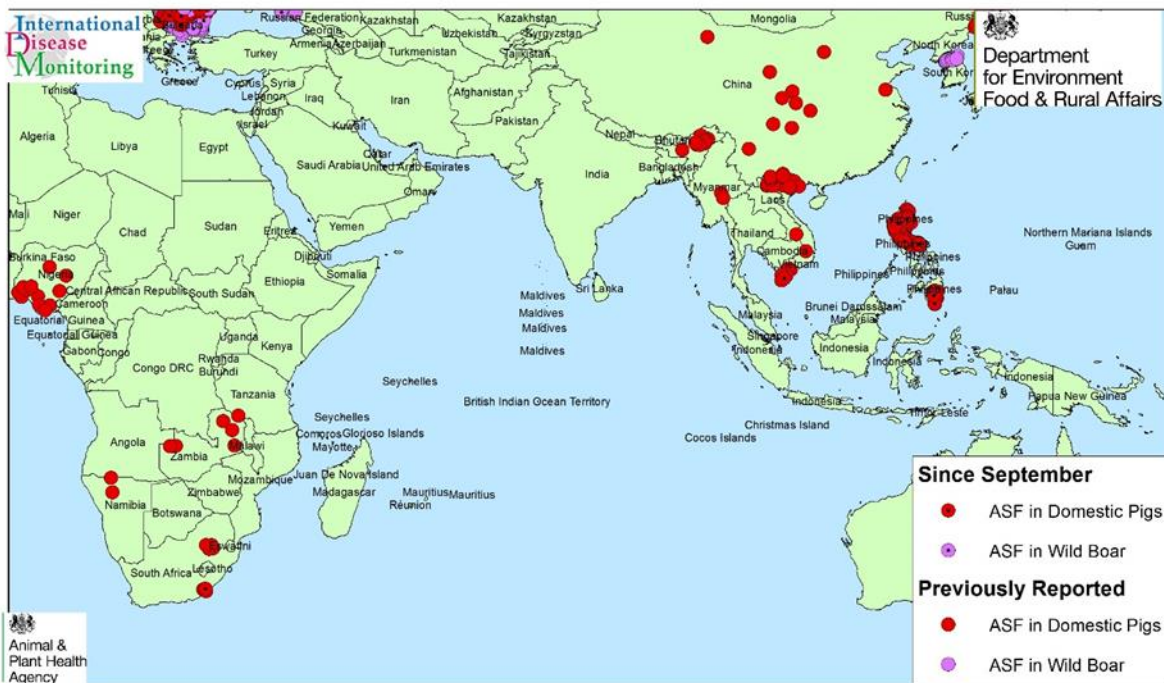 International
Disease
Monitoring
Department
for Environment
Food & Rural Affairs
Russian Federation
Kazakhstan
Kazakhstan
Mongolia
Georgia
Uzbekistan
Kyrgyzstan
North Korea
Armenia
Azerbaijan
Turkey
Turkmenistan
Tajikistan
South Kor
Greece
Cyprus
Syria
Lebanon
China
Tunisia
Iraq
Iran
Afghanistan
Jordan
Israel
Algeria
Libya
Egypt
Kuwait
Pakistan
Nepal
Bhutan
Qatar
Saudi Arabia
United Arab Emirates
India
Bangladesh
Oman
Myanmar
Laos
Mali
Niger
Chad
Sudan
Eritrea
Yemen
Thailand
Philippines
Northern Mariana Islands
Guam
Philippines
Burkina Faso
Djibouti
Cambodia
Vietnam
Philippines
Nigeria
Ethiopia
Somalia
Philippines
Philippines
Central African Republic
South Sudan
Sri Lanka
Philippines
Palau
Cameroon
Maldives
Maldives
Maldives
Maldives
Malaysia
Brunei Darussalam
Malaysia
Equatorial Guinea
Equatorial Guinea
Uganda
Kenya
Singapore
Indonesia
Indonesia
Indonesia
Gabon
Congo
Congo DRC
Rwanda
Burundi
Seychelles
Indonesia
Papua New Guinea
Tanzania
British Indian Ocean Territory
Indonesia
Timor-Leste
Seychelles
Christmas Island
Angola
Zambia
Malawi
Comoros
Glorioso Islands
Mayotte
Cocos Islands
Mozambique
Juan De Nova Island
Namibia
Zimbabwe
Madagascar
Mauritius
Mauritius
Réunion
Botswana
Eswatini
Lesotho
South Africa
Since September
ASF in Domestic Pigs
ASF in Wild Boar
Previously Reported
ASF in Domestic Pigs
ASF in Wild Boar
Animal &
Plant Health
Agency